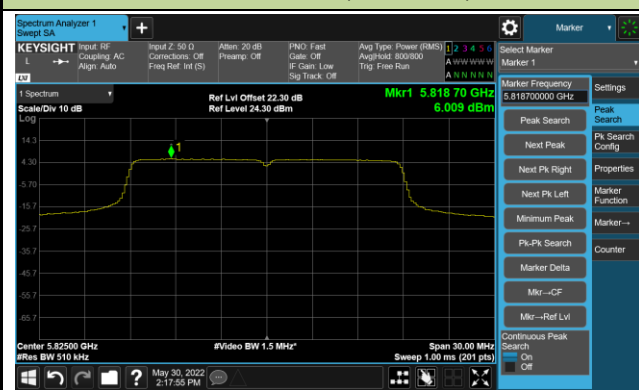 Spectrum Analyzer 1
Swept SA
Marker
KEYSIGHT
L
LXI
Input: RF
Coupling: AC
Align: Auto
Input Z: 50 Ω
Corrections: Off
Freq Ref: Int (S)
Atten: 20 dB
Preamp: Off
PNO: Fast
Gate: Off
IF Gain: Low
Sig Track: Off
Avg Type: Power (RMS)
Avg|Hold: 800/800
Trig: Free Run
1 2 3 4 5 6
A W W W W W
A N N N N N
Select Marker
Marker 1
1 Spectrum
Scale/Div 10 dB
Log
Ref Lvl Offset 22.30 dB
Ref Level 24.30 dBm
Mkr1 5.818 70 GHz
6.009 dBm
14.3
4.30
-5.70
-15.7
-25.7
-35.7
-45.7
-55.7
-65.7
1
Center 5.82500 GHz
#Res BW 510 kHz
#Video BW 1.5 MHz*
Span 30.00 MHz
Sweep 1.00 ms (201 pts)
Marker Frequency
5.818700000 GHz
Peak Search
Next Peak
Next Pk Right
Next Pk Left
Minimum Peak
Pk-Pk Search
Marker Delta
Mkr→CF
Mkr→Ref Lvl
Continuous Peak
Search
On
Off
Settings
Peak
Search
Pk Search
Config
Properties
Marker
Function
Marker→
Counter
May 30, 2022
2:17:55 PM